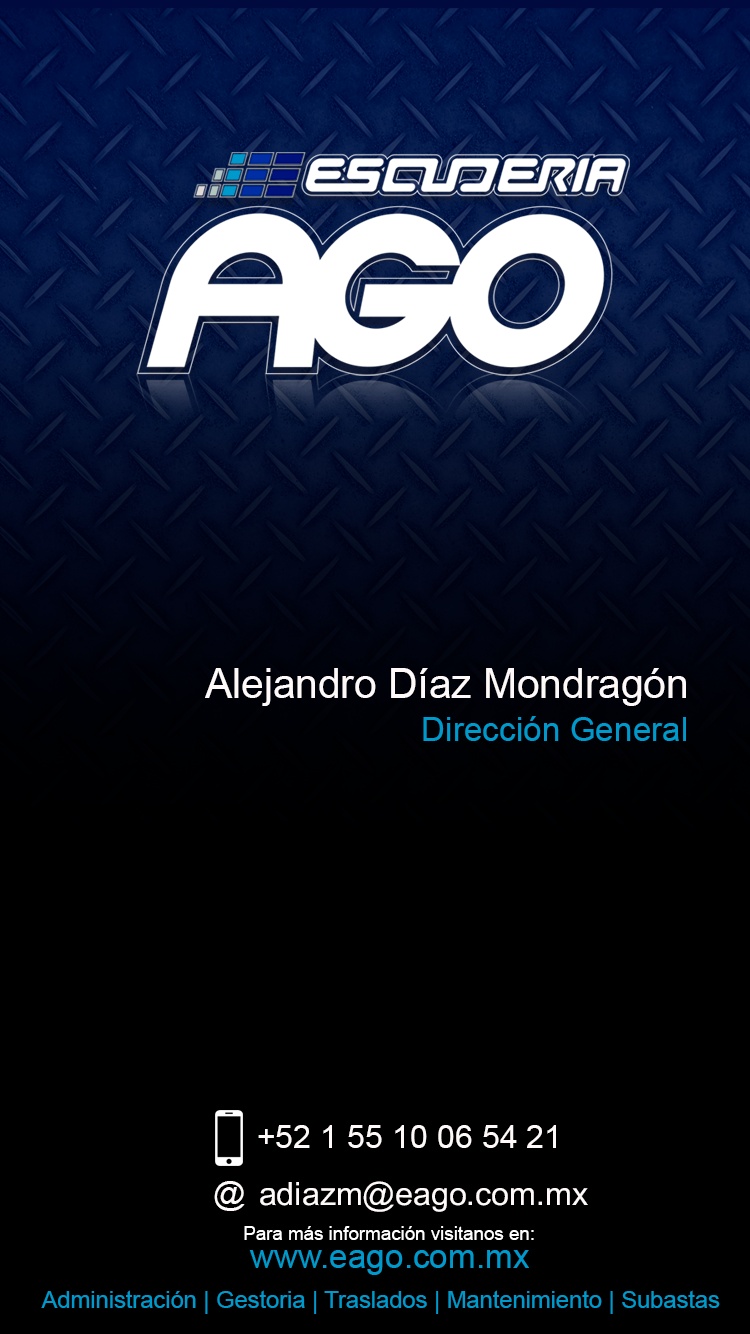 ESCUDERIA
AGO
Alejandro Díaz Mondragón
Dirección General
+52 1 55 10 06 54 21
@ adiazm@eago.com.mx
Para más información visitanos en:
www.eago.com.mx
Administración | Gestoria | Traslados | Mantenimiento | Subastas